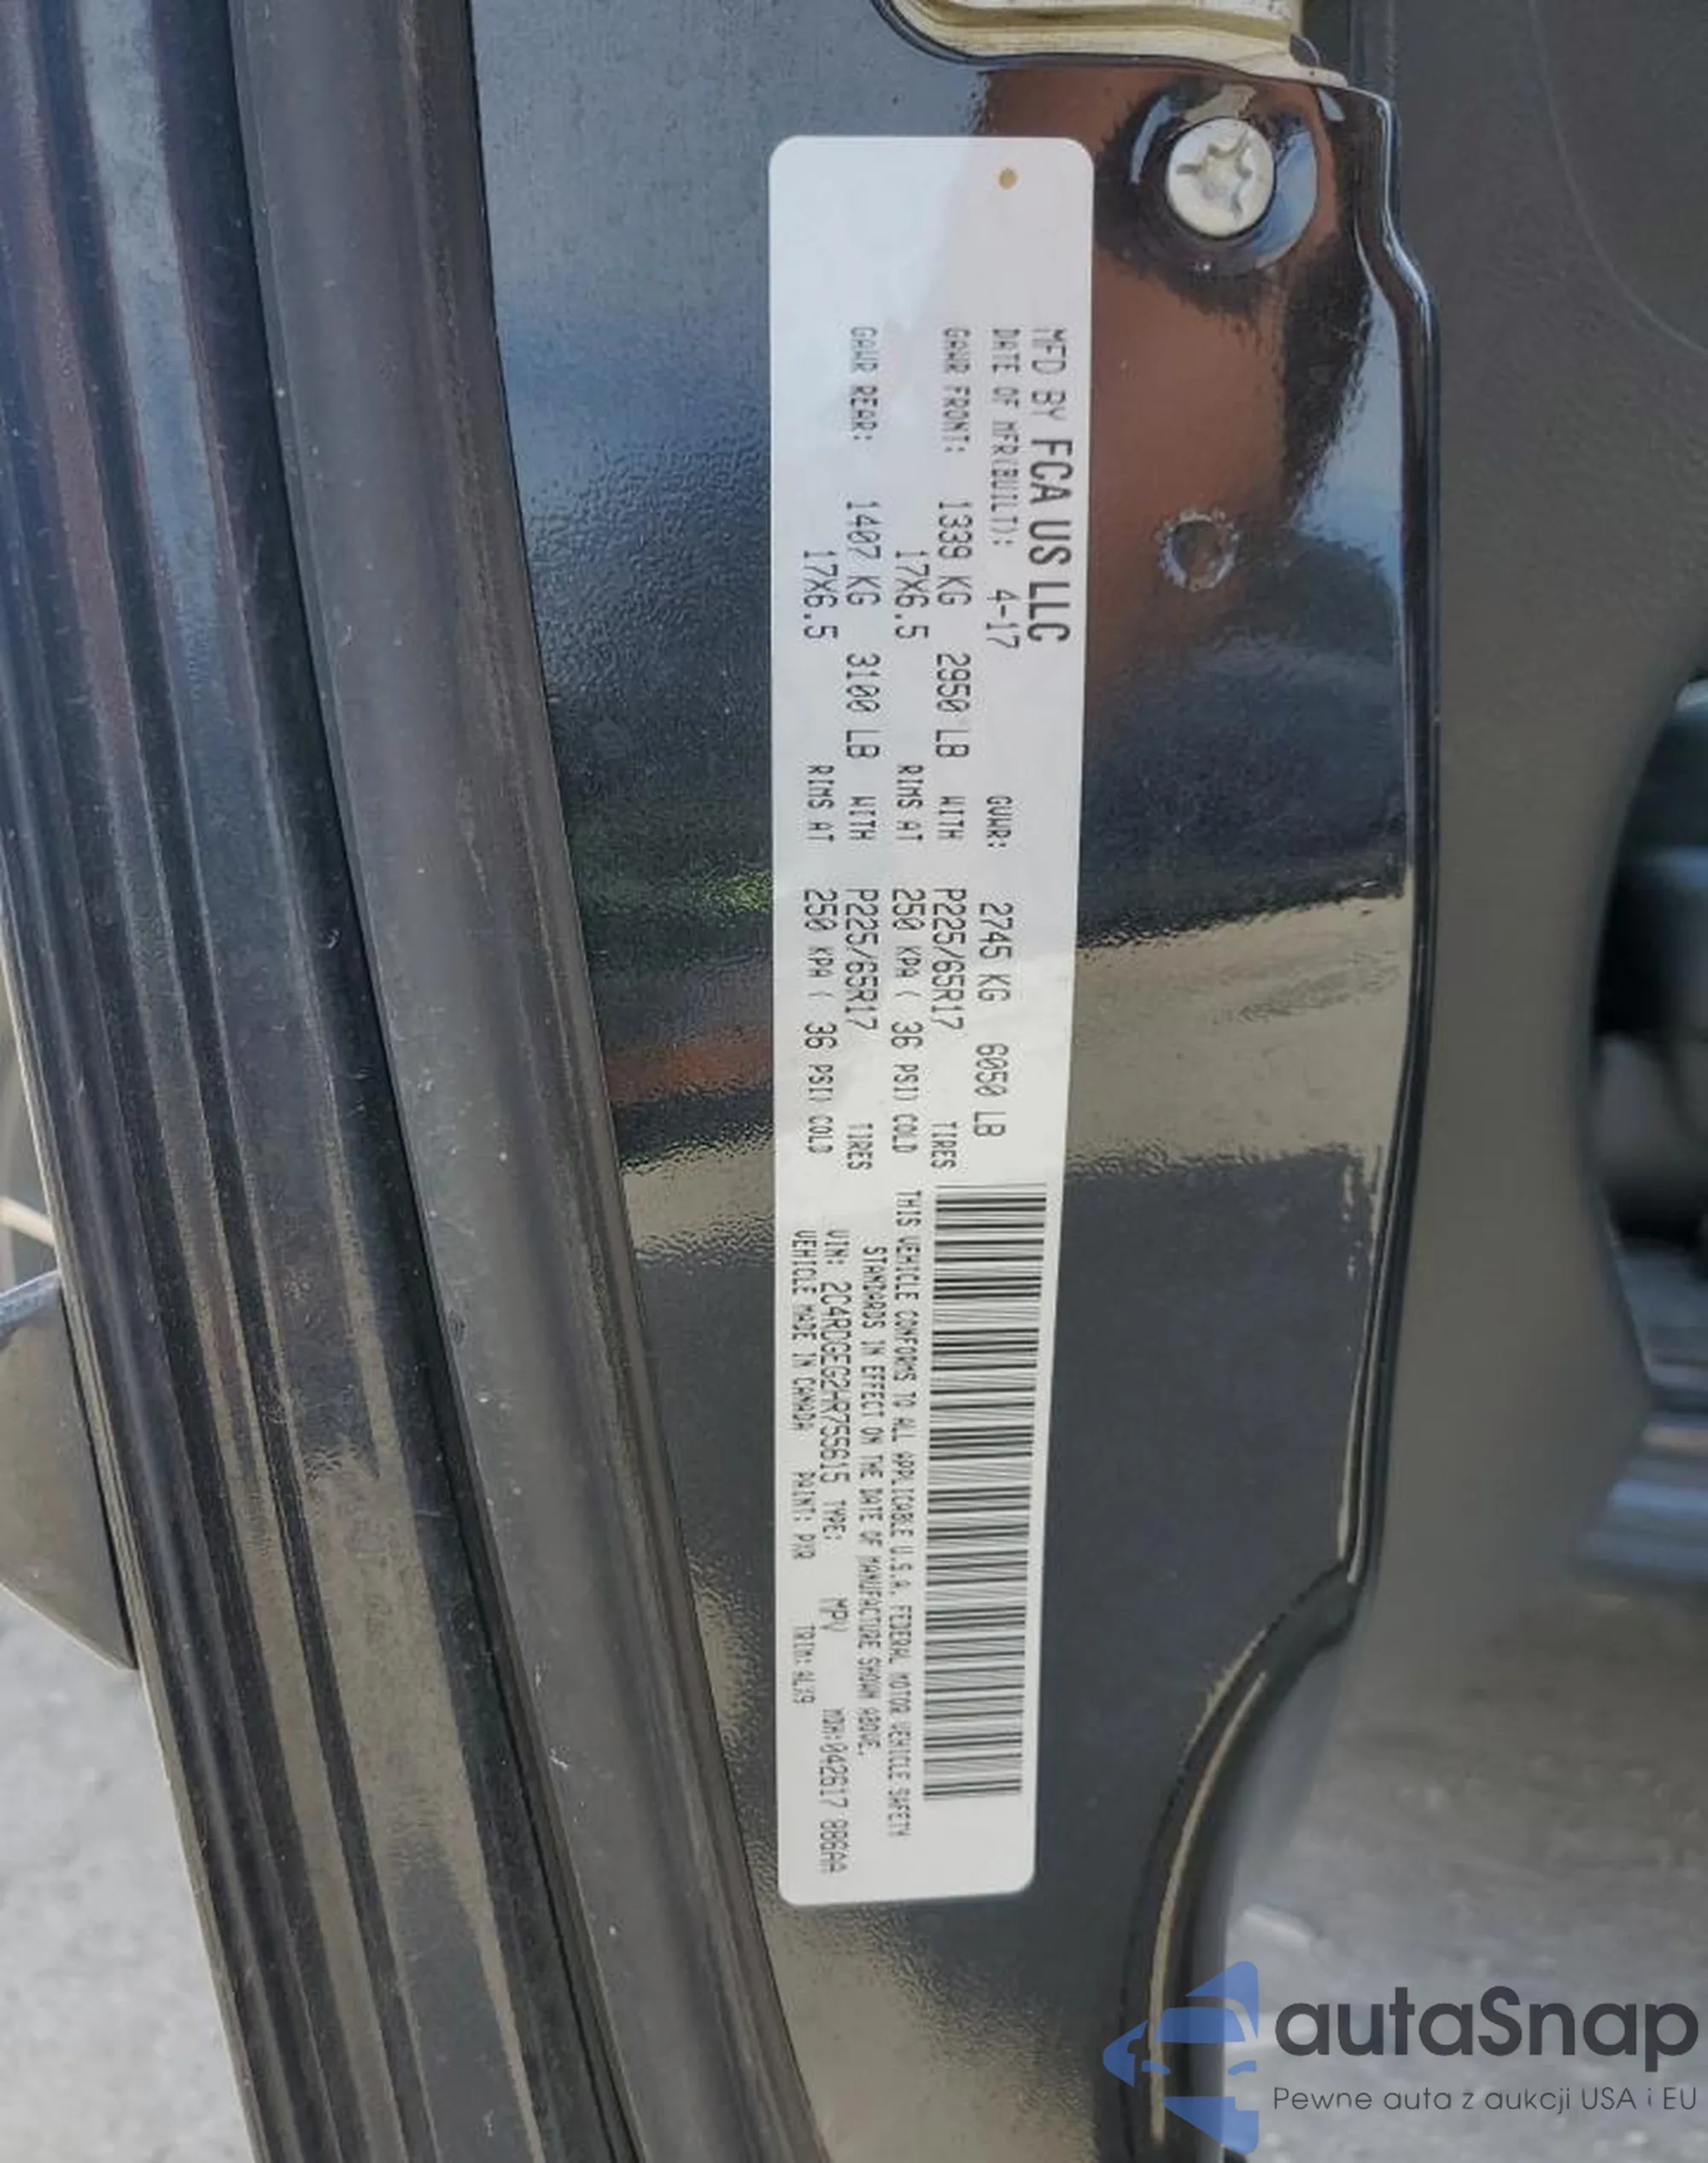 MFD BY FCA US LLC
DATE OF MFR(BUILT): 4-17 GVWR: 2745 KG 6050 LB
GAWR FRONT: 1339 KG 2950 LB WITH P225/65R17 TIRES
17X6.5 RIMS AT 250 KPA ( 36 PSI) COLD
GAWR REAR: 1407 KG 3100 LB WITH P225/65R17 TIRES
17X6.5 RIMS AT 250 KPA ( 36 PSI) COLD
THIS VEHICLE CONFORMS TO ALL APPLICABLE U.S.A. FEDERAL MOTOR VEHICLE SAFETY
STANDARDS IN EFFECT ON THE DATE OF MANUFACTURE SHOWN ABOVE.
VIN: 2C4RDGEG2HR755615 TYPE: MPV MDH:042617 888AA
VEHICLE MADE IN CANADA PAINT: PXR TRIM: ALX9
autaSnap
Pewne auta z aukcji USA i EU